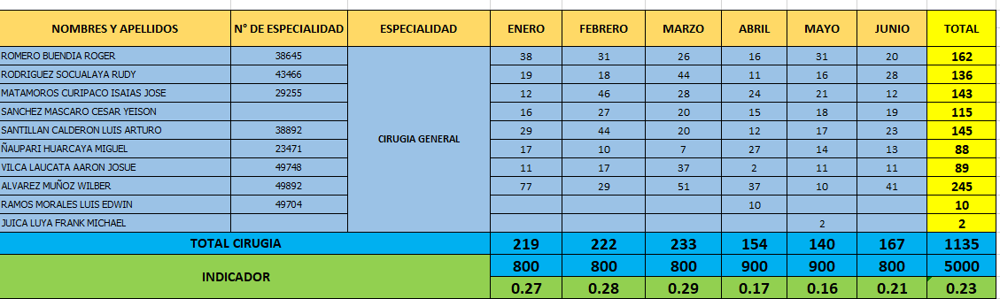 NOMBRES Y APELLIDOS N° DE ESPECIALIDAD ESPECIALIDAD ENERO FEBRERO MARZO ABRIL MAYO JUNIO TOTAL
ROMERO BUENDIA ROGER 38645 38 31 26 16 31 20 162
RODRIGUEZ SOCUALAYA RUDY 43466 19 18 44 11 16 28 136
MATAMOROS CURIPACO ISAIAS JOSE 29255 12 46 28 24 21 12 143
SANCHEZ MASCARO CESAR YEISON 16 27 20 15 18 19 115
SANTILLAN CALDERON LUIS ARTURO 38892 29 44 20 12 17 23 145
CIRUGIA GENERAL
ÑAUPARI HUARCAYA MIGUEL 23471 17 10 7 27 14 13 88
VILCA LAUCATA AARON JOSUE 49748 11 17 37 2 11 11 89
ALVAREZ MUÑOZ WILBER 49892 77 29 51 37 10 41 245
RAMOS MORALES LUIS EDWIN 49704 10 10
JUICA LUYA FRANK MICHAEL 2 2
TOTAL CIRUGIA 219 222 233 154 140 167 1135
INDICADOR
800 800 800 900 900 800 5000
0.27 0.28 0.29 0.17 0.16 0.21 0.23